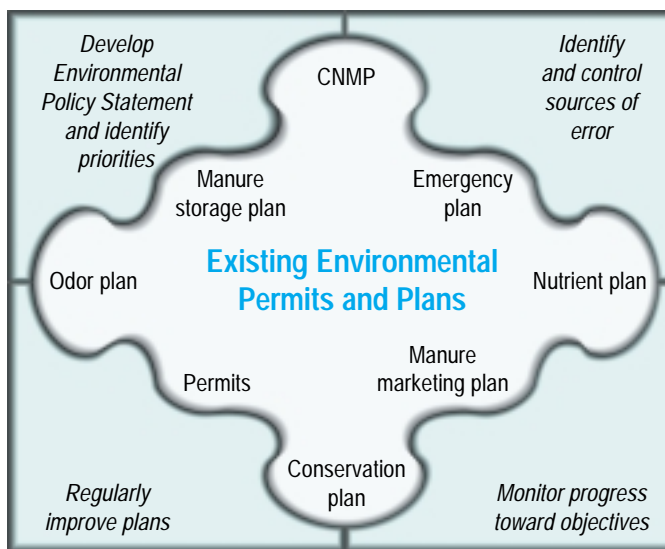 Develop
Environmental
Policy Statement
and identify
priorities
Identify
and control
sources of
error
CNMP
Manure
storage plan
Emergency
plan
Odor plan
Existing Environmental
Permits and Plans
Nutrient plan
Permits
Manure
marketing plan
Conservation
plan
Regularly
improve plans
Monitor progress
toward objectives